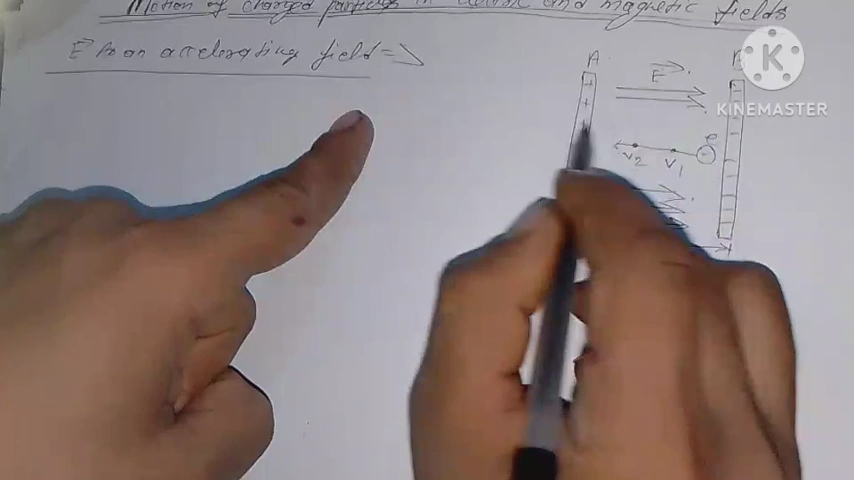 Motion of charged particles in electric and magnetic fields
E as an accelerating field =>
A
E
B
+
+
+
e
-
V2
V1
K
KINEMASTER